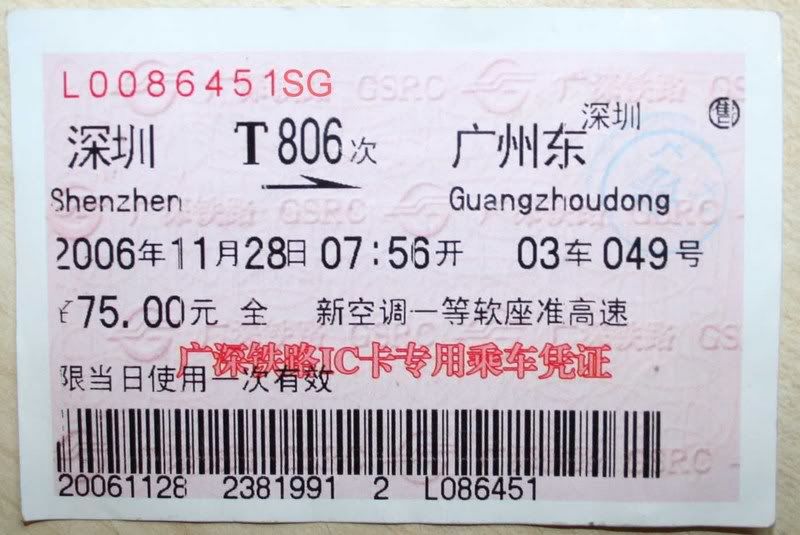 L0086451SG
深圳 售
深圳 T806次 广州东
Shenzhen Guangzhoudong
2006年11月28日 07:56开 03车 049号
¥75.00元 全 新空调一等软座准高速
广深铁路IC卡专用乘车凭证
限当日使用一次有效
20061128 2381991 2 L086451